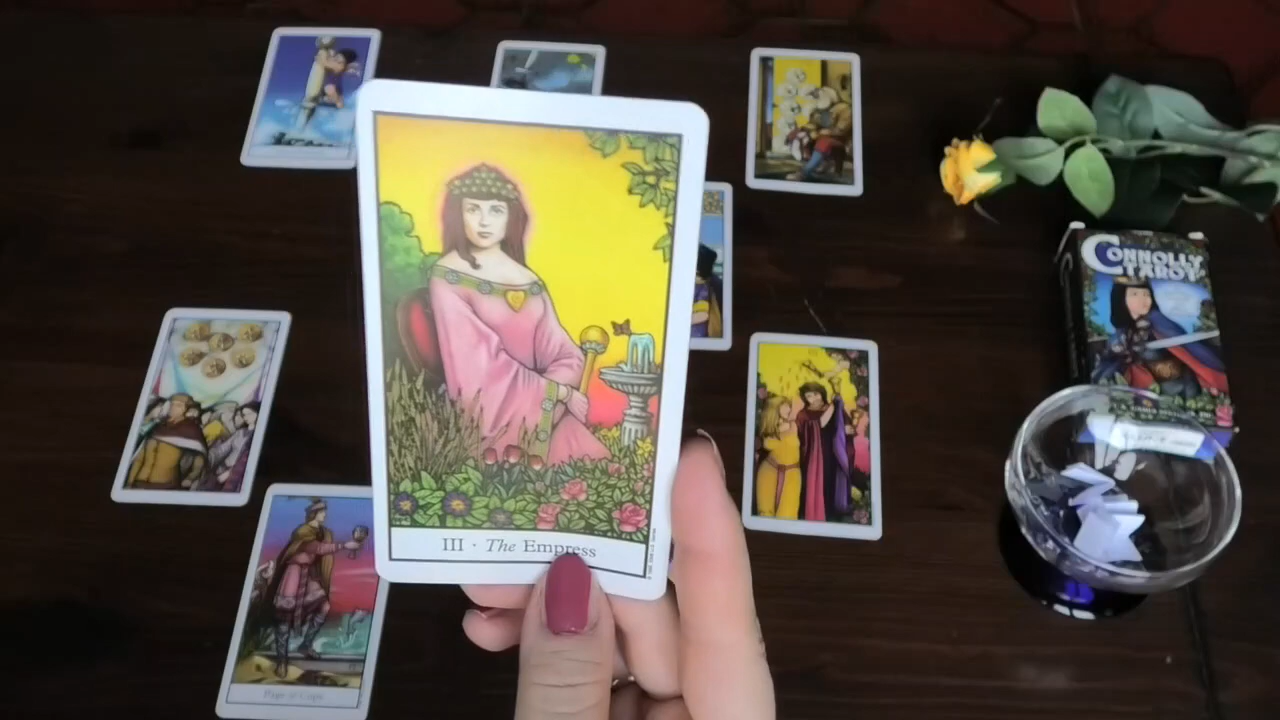 CONNOLLY
TAROT
III · The Empress
Page of Cups